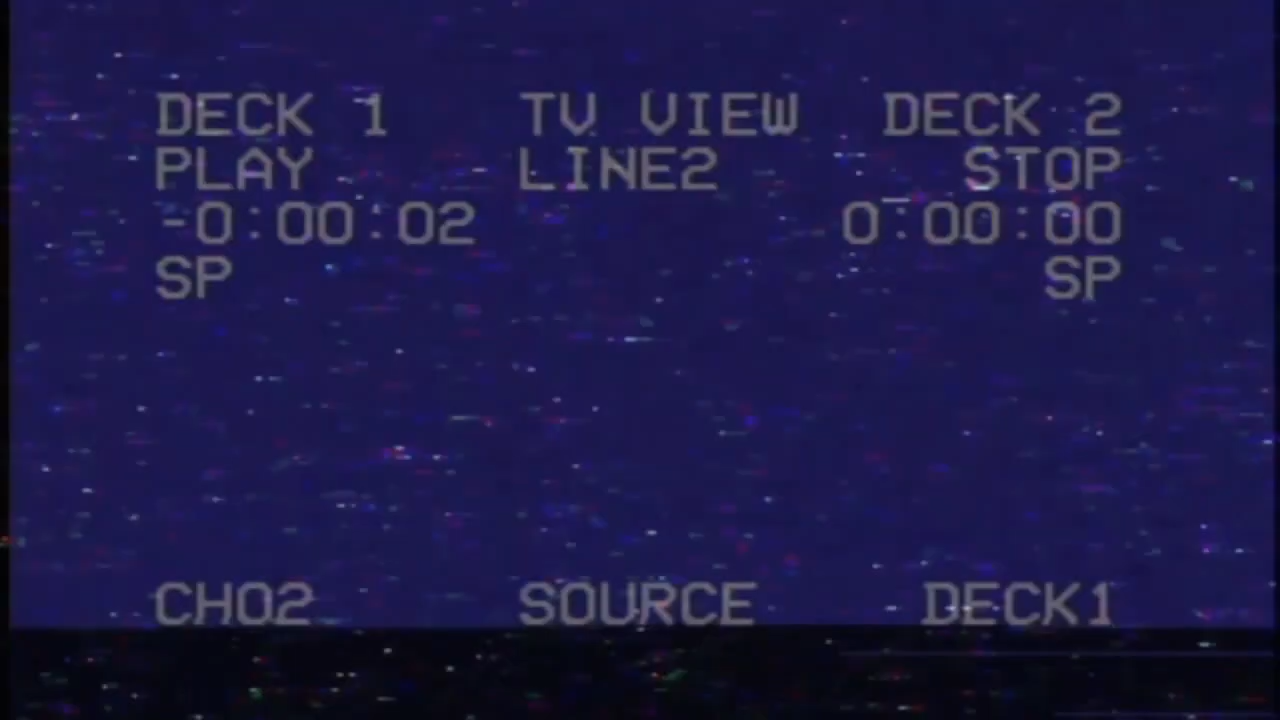 DECK 1 TV VIEW DECK 2
PLAY LINE2 STOP
-0:00:02 0:00:00
SP SP
CH02 SOURCE DECK1